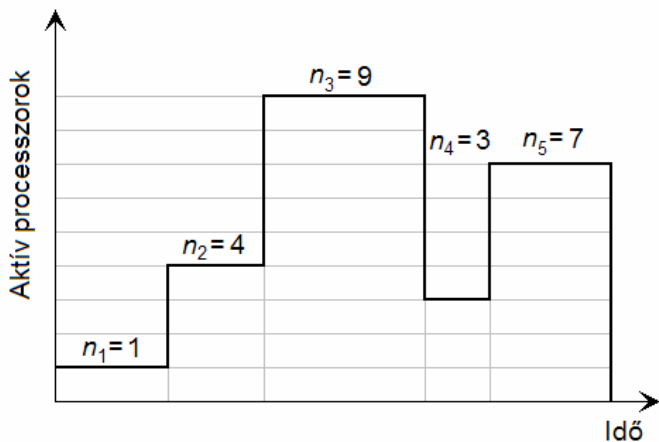 Aktív processzorok
n₁= 1
n₂= 4
n₃= 9
n₄= 3
n₅= 7
Idő